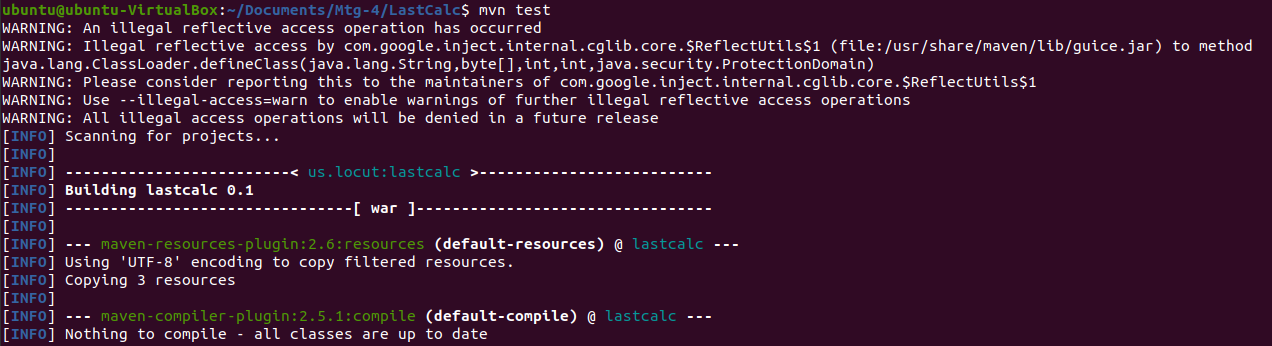 ubuntu@ubuntu-VirtualBox:~/Documents/Mtg-4/LastCalc$ mvn test
WARNING: An illegal reflective access operation has occurred
WARNING: Illegal reflective access by com.google.inject.internal.cglib.core.$ReflectUtils$1 (file:/usr/share/maven/lib/guice.jar) to method
java.lang.ClassLoader.defineClass(java.lang.String,byte[],int,int,java.security.ProtectionDomain)
WARNING: Please consider reporting this to the maintainers of com.google.inject.internal.cglib.core.$ReflectUtils$1
WARNING: Use --illegal-access=warn to enable warnings of further illegal reflective access operations
WARNING: All illegal access operations will be denied in a future release
[INFO] Scanning for projects...
[INFO]
[INFO] -------------------------< us.locut:lastcalc >--------------------------
[INFO] Building lastcalc 0.1
[INFO] --------------------------------[ war ]---------------------------------
[INFO]
[INFO] --- maven-resources-plugin:2.6:resources (default-resources) @ lastcalc ---
[INFO] Using 'UTF-8' encoding to copy filtered resources.
[INFO] Copying 3 resources
[INFO]
[INFO] --- maven-compiler-plugin:2.5.1:compile (default-compile) @ lastcalc ---
[INFO] Nothing to compile - all classes are up to date